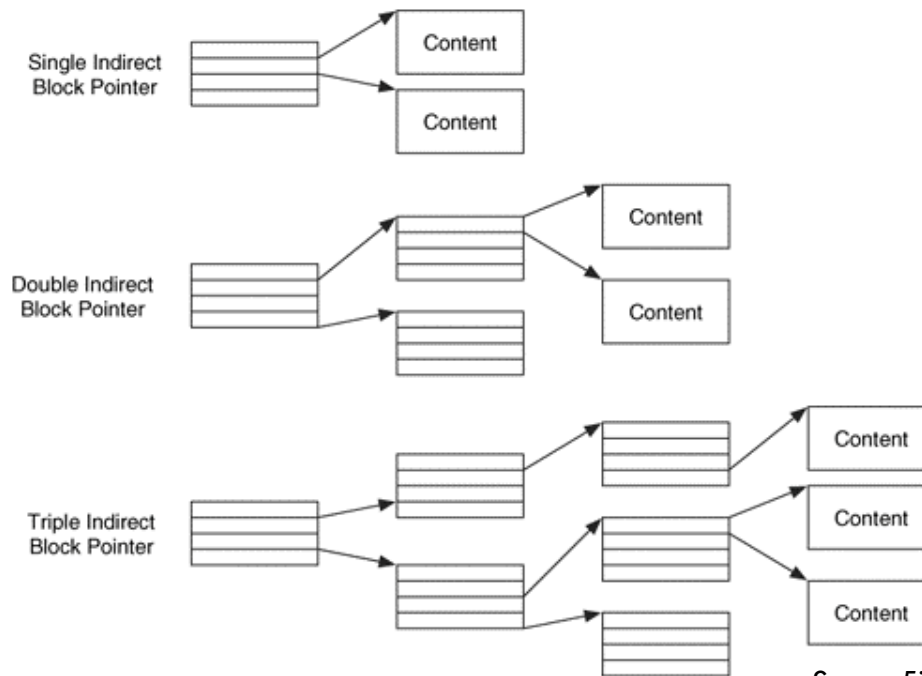 Single Indirect
Block Pointer
Content
Content
Double Indirect
Block Pointer
Content
Content
Triple Indirect
Block Pointer
Content
Content
Content